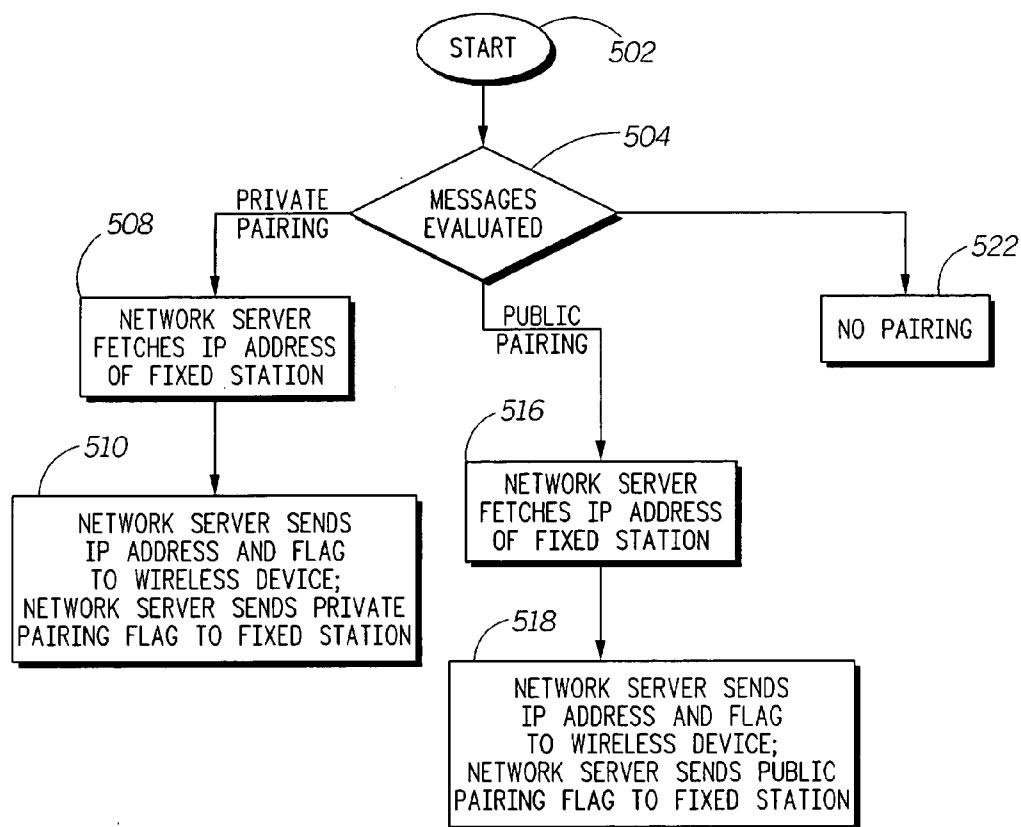 START
502
504
MESSAGES
EVALUATED
PRIVATE
PAIRING
508
NETWORK SERVER
FETCHES IP ADDRESS
OF FIXED STATION
510
NETWORK SERVER SENDS
IP ADDRESS AND FLAG
TO WIRELESS DEVICE;
NETWORK SERVER SENDS PRIVATE
PAIRING FLAG TO FIXED STATION
PUBLIC
PAIRING
516
NETWORK SERVER
FETCHES IP ADDRESS
OF FIXED STATION
518
NETWORK SERVER SENDS
IP ADDRESS AND FLAG
TO WIRELESS DEVICE;
NETWORK SERVER SENDS PUBLIC
PAIRING FLAG TO FIXED STATION
522
NO PAIRING